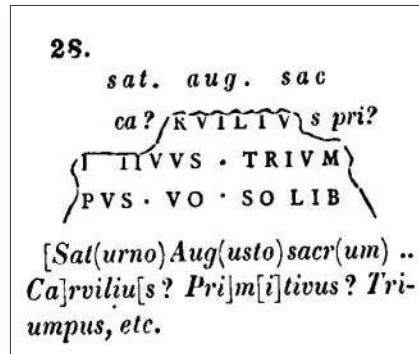 28.
sat. aug. sac
ca? RVILIV s pri?
I IIVVS · TRIVM
PVS · VO · SO LIB
[Sat(urno) Aug(usto) sacr(um) ..
Ca]rviliu[s? Pri]m[i]tivus? Tri-
umpus, etc.